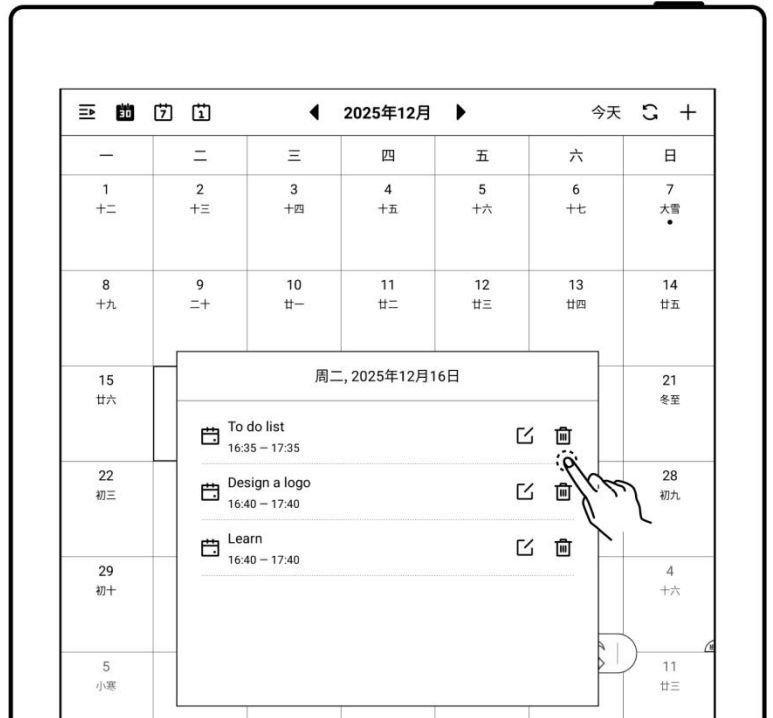 30 7 1 2025年12月 今天
一 二 三 四 五 六 日
1 2 3 4 5 6 7
十二 十三 十四 十五 十六 十七 大雪
8 9 10 11 12 13 14
十九 二十 廿一 廿二 廿三 廿四 廿五
周二, 2025年12月16日
15 21
廿六 冬至
To do list
16:35 — 17:35
22 28
初三 初九
Design a logo
16:40 — 17:40
Learn
16:40 — 17:40
29 4
初十 十六
5 11
小寒 廿三